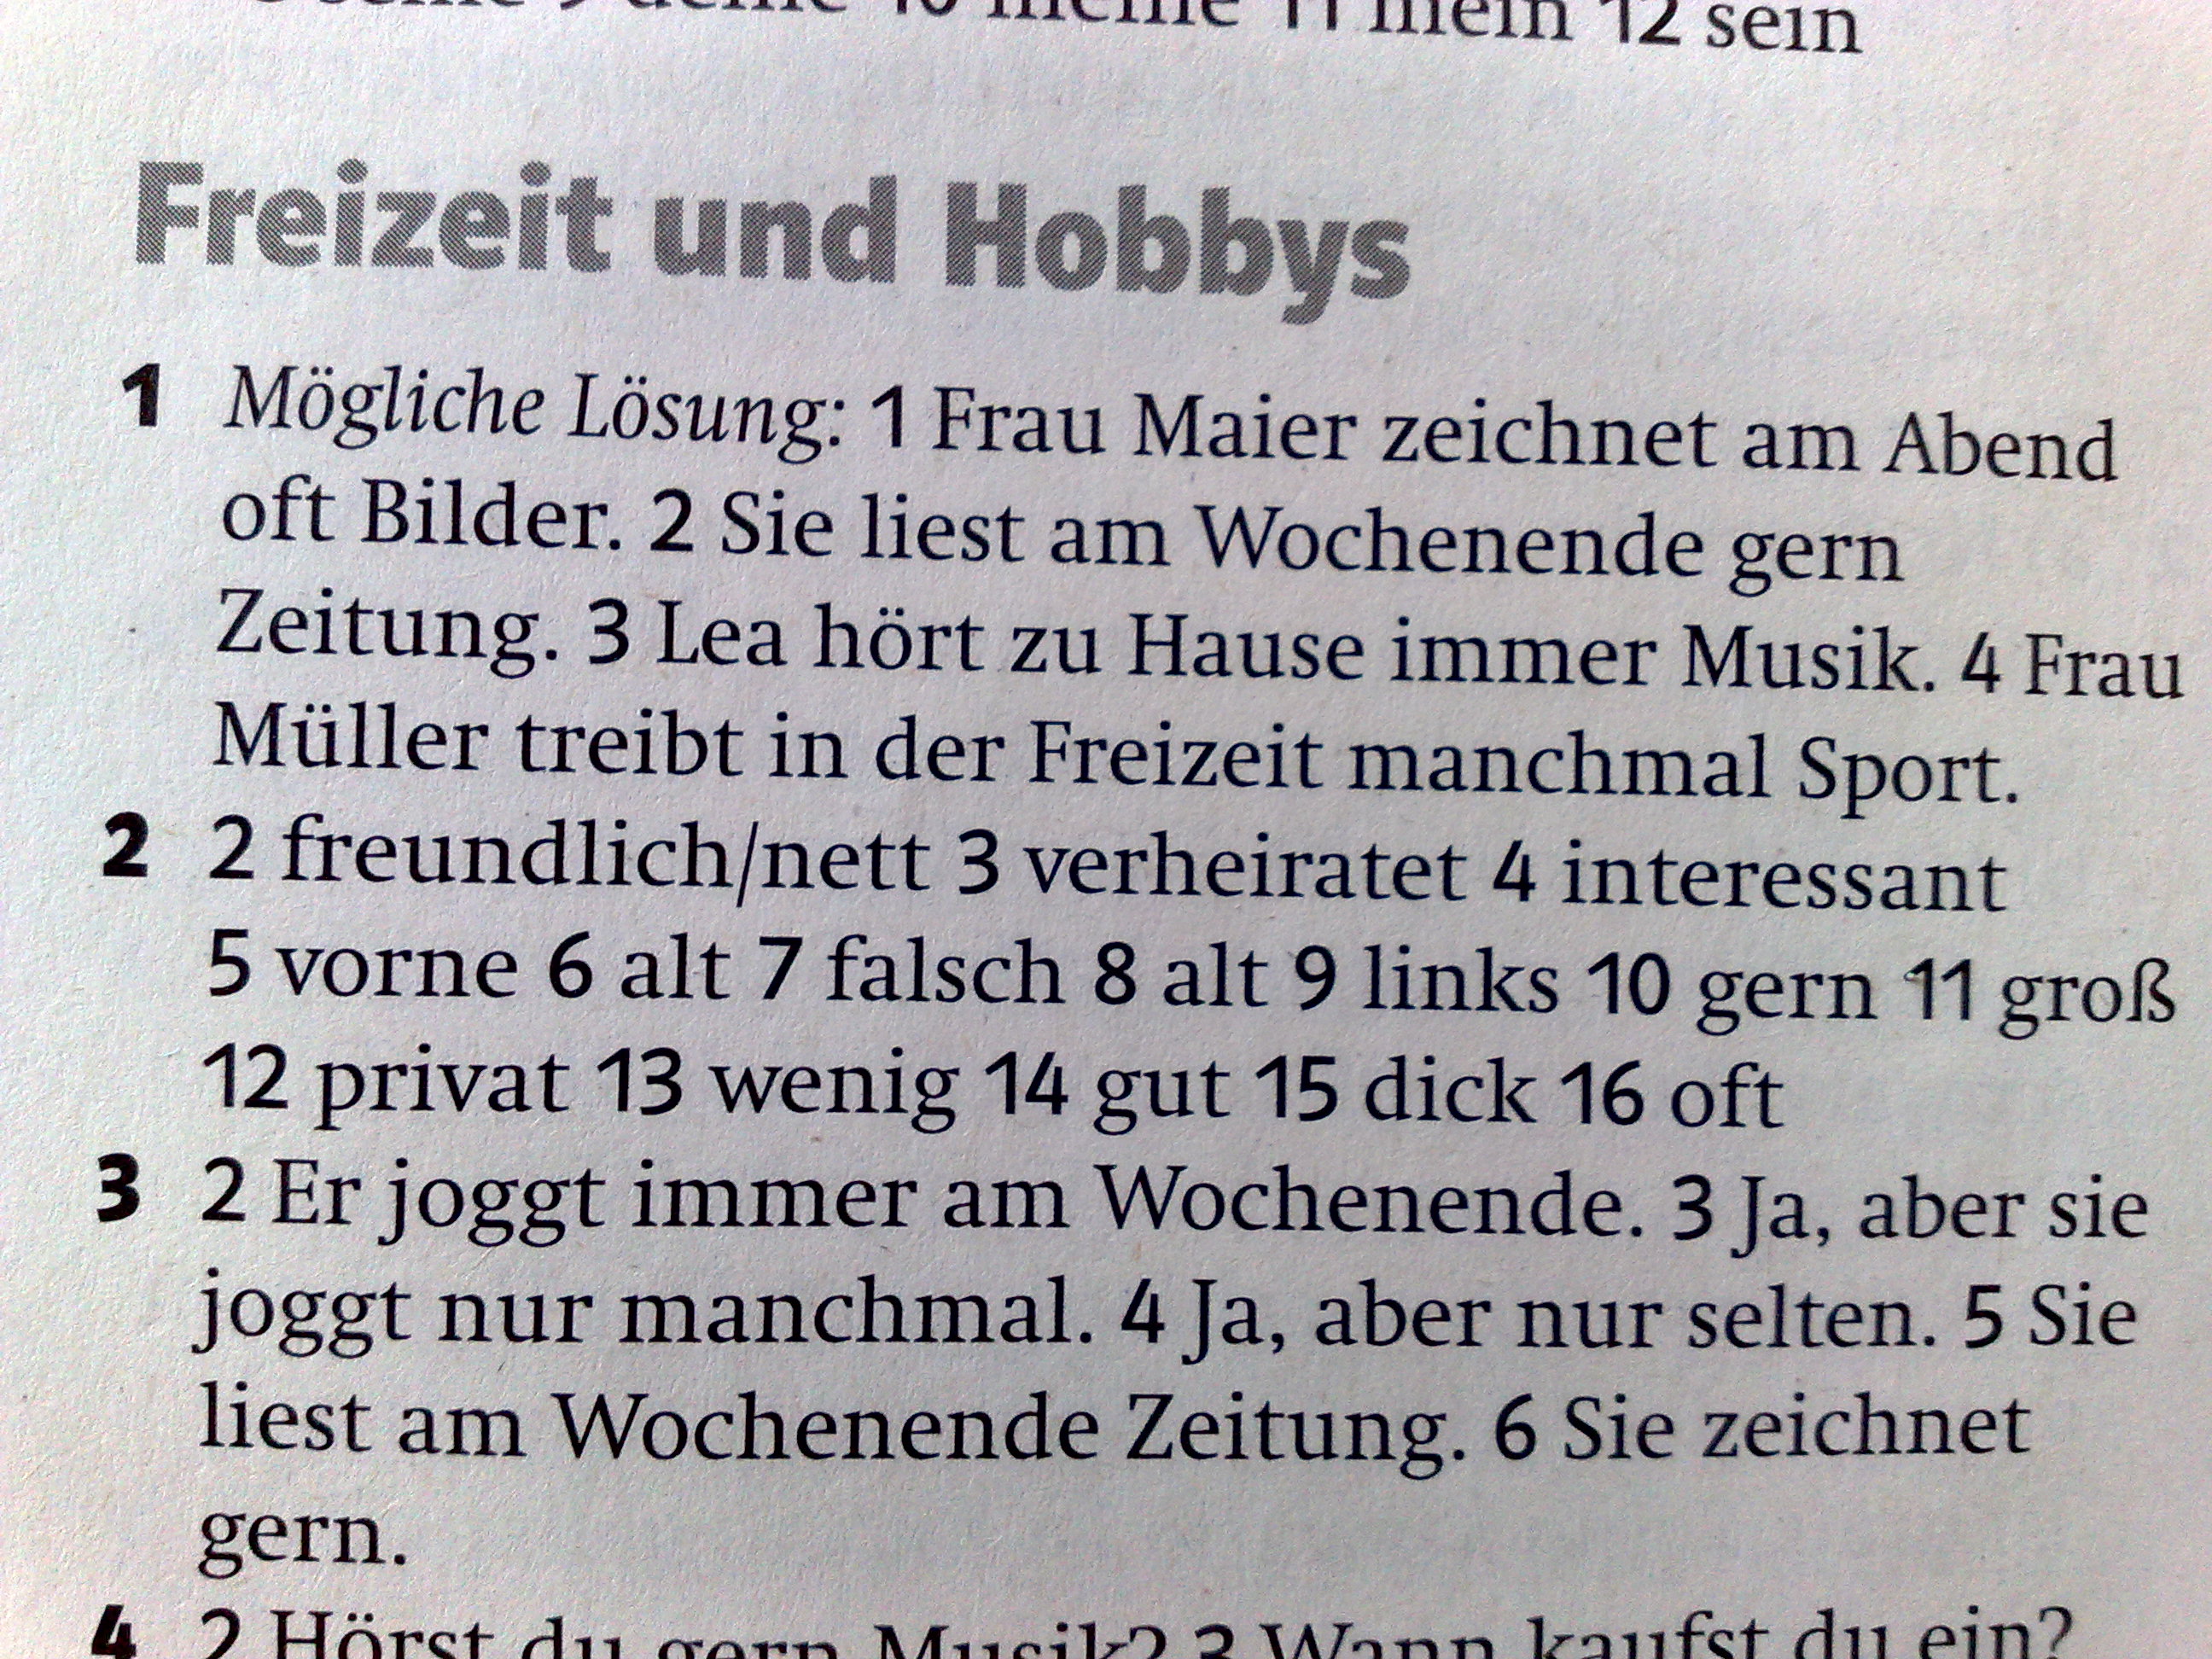 seine 9 deine 10 meine 11 mein 12 sein
Freizeit und Hobbys
1 Mögliche Lösung: 1 Frau Maier zeichnet am Abend
oft Bilder. 2 Sie liest am Wochenende gern
Zeitung. 3 Lea hört zu Hause immer Musik. 4 Frau
Müller treibt in der Freizeit manchmal Sport.
2 2 freundlich/nett 3 verheiratet 4 interessant
5 vorne 6 alt 7 falsch 8 alt 9 links 10 gern 11 groß
12 privat 13 wenig 14 gut 15 dick 16 oft
3 2 Er joggt immer am Wochenende. 3 Ja, aber sie
joggt nur manchmal. 4 Ja, aber nur selten. 5 Sie
liest am Wochenende Zeitung. 6 Sie zeichnet
gern.
4 2 Hörst du gern Musik? 3 Wann kaufst du ein?